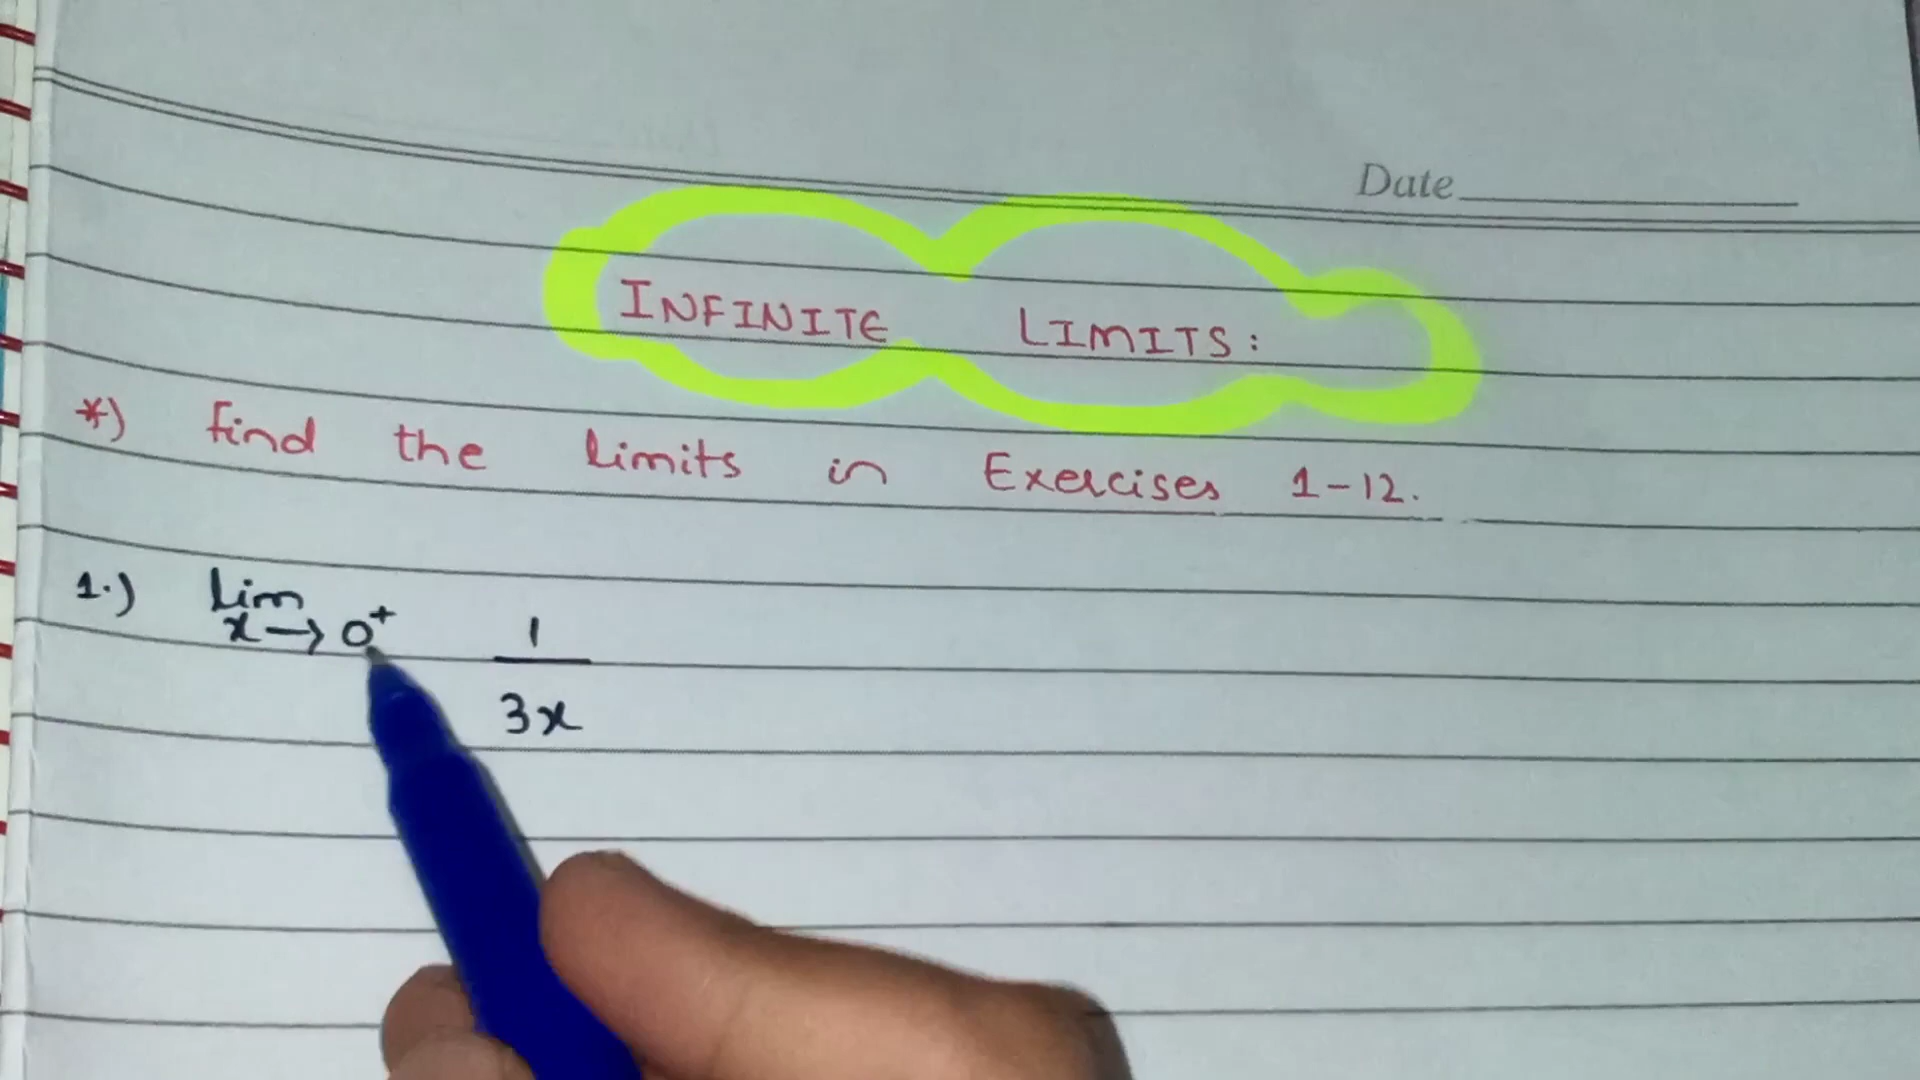 Date
INFINITE LIMITS:
*) find the limits in Exercises 1-12.
1.) lim x→0⁺ 1/3x